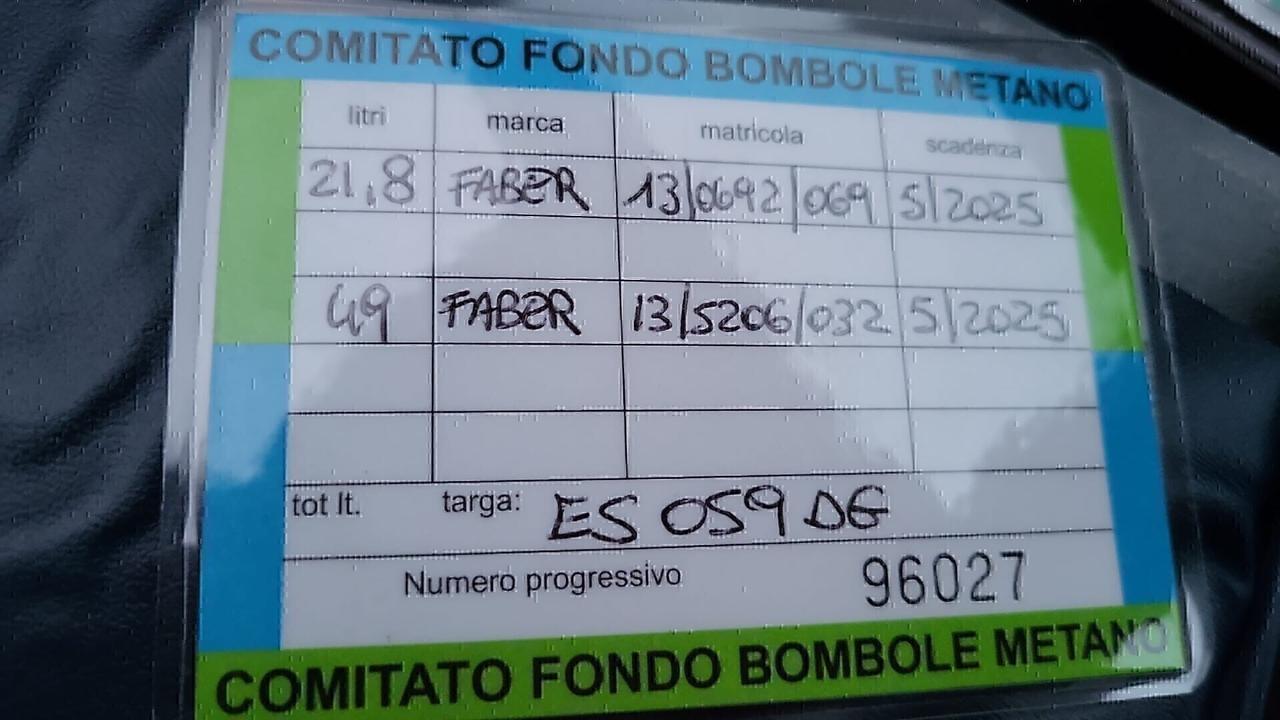 COMITATO FONDO BOMBOLE METANO
litri marca matricola scadenza
21,8 FABER 13/0692/069 5/2025
49 FABER 13/5206/032 5/2025
tot lt. targa: ES 059 DG
Numero progressivo 96027
COMITATO FONDO BOMBOLE METANO